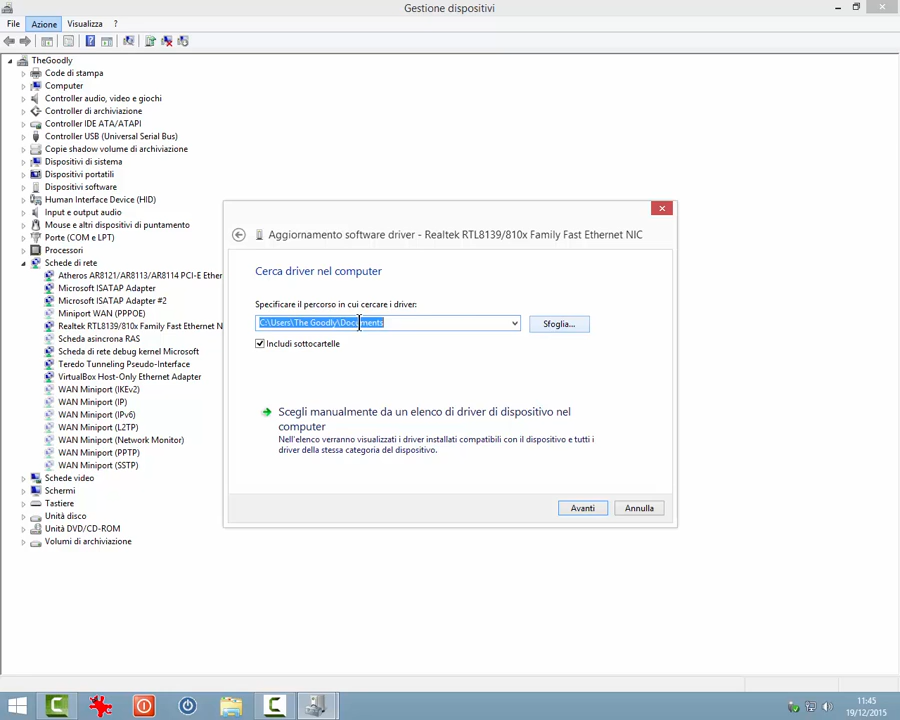 Gestione dispositivi
File Azione Visualizza ?
TheGoodly
Code di stampa
Computer
Controller audio, video e giochi
Controller di archiviazione
Controller IDE ATA/ATAPI
Controller USB (Universal Serial Bus)
Copie shadow volume di archiviazione
Dispositivi di sistema
Dispositivi portatili
Dispositivi software
Human Interface Device (HID)
Input e output audio
Mouse e altri dispositivi di puntamento
Porte (COM e LPT)
Processori
Schede di rete
Atheros AR8121/AR8113/AR8114 PCI-E Ether
Microsoft ISATAP Adapter
Microsoft ISATAP Adapter #2
Miniport WAN (PPPOE)
Realtek RTL8139/810x Family Fast Ethernet N
Scheda asincrona RAS
Scheda di rete debug kernel Microsoft
Teredo Tunneling Pseudo-Interface
VirtualBox Host-Only Ethernet Adapter
WAN Miniport (IKEv2)
WAN Miniport (IP)
WAN Miniport (IPv6)
WAN Miniport (L2TP)
WAN Miniport (Network Monitor)
WAN Miniport (PPTP)
WAN Miniport (SSTP)
Schede video
Schermi
Tastiere
Unità disco
Unità DVD/CD-ROM
Volumi di archiviazione
Aggiornamento software driver - Realtek RTL8139/810x Family Fast Ethernet NIC
Cerca driver nel computer
Specificare il percorso in cui cercare i driver:
C:\Users\The Goodly\Documents
Sfoglia...
Includi sottocartelle
Scegli manualmente da un elenco di driver di dispositivo nel
computer
Nell'elenco verranno visualizzati i driver installati compatibili con il dispositivo e tutti i
driver della stessa categoria del dispositivo.
Avanti Annulla
11:45
19/12/2015